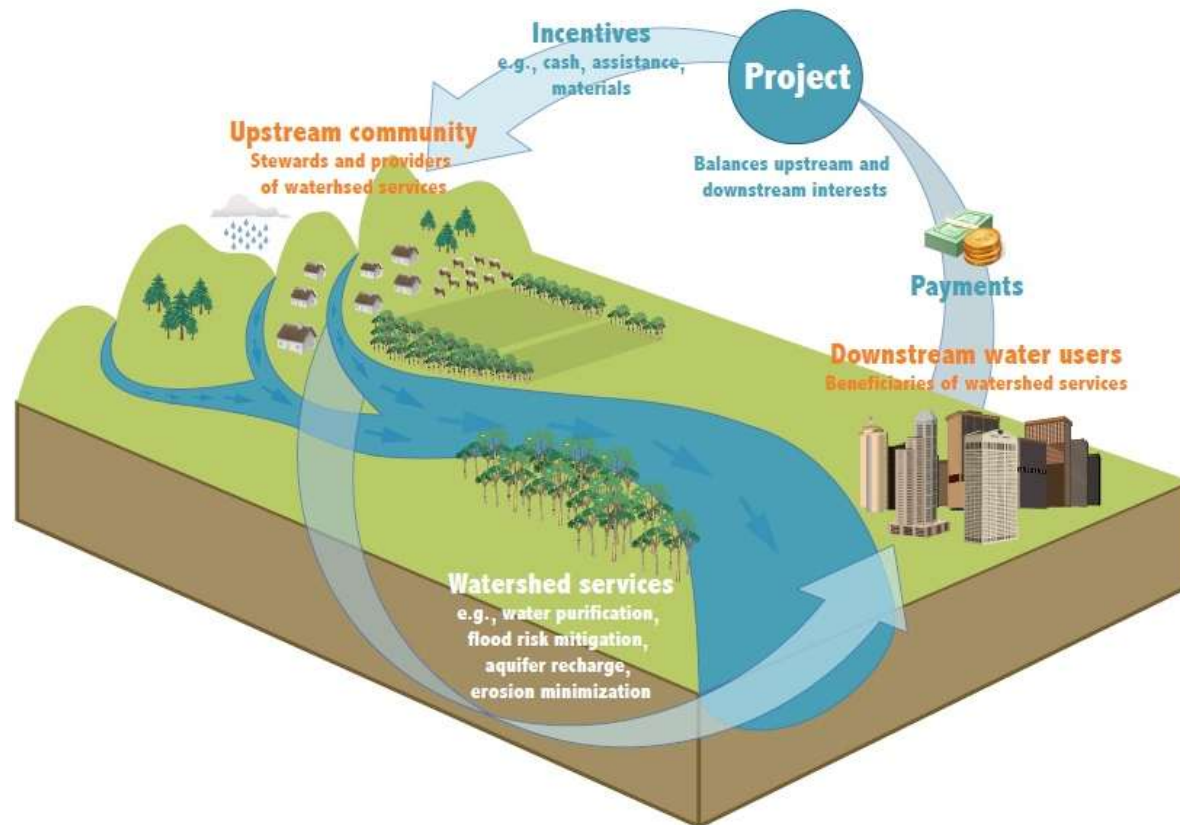 Incentives
e.g., cash, assistance,
materials
Project
Balances upstream and
downstream interests
Upstream community
Stewards and providers
of waterhsed services
Payments
Downstream water users
Beneficiaries of watershed services
Watershed services
e.g., water purification,
flood risk mitigation,
aquifer recharge,
erosion minimization